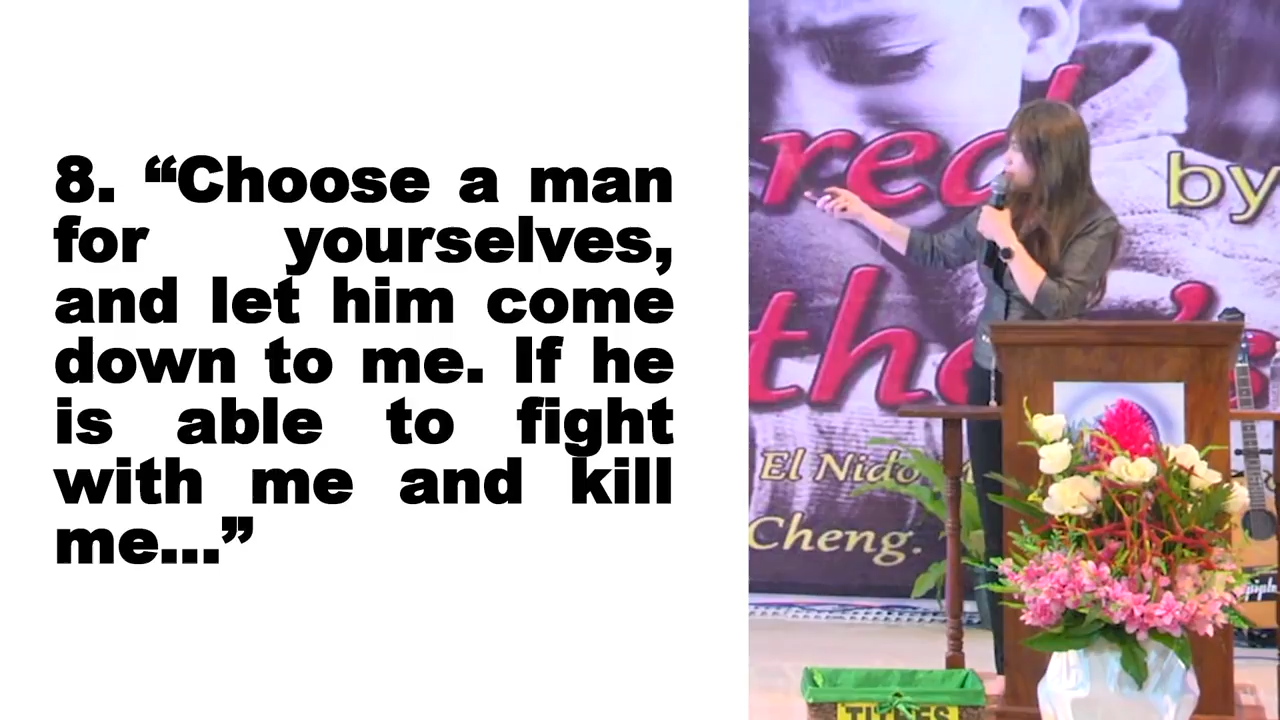 8. “Choose a man
for yourselves,
and let him come
down to me. If he
is able to fight
with me and kill
me...”
by
El Nido
Cheng.
TITHES